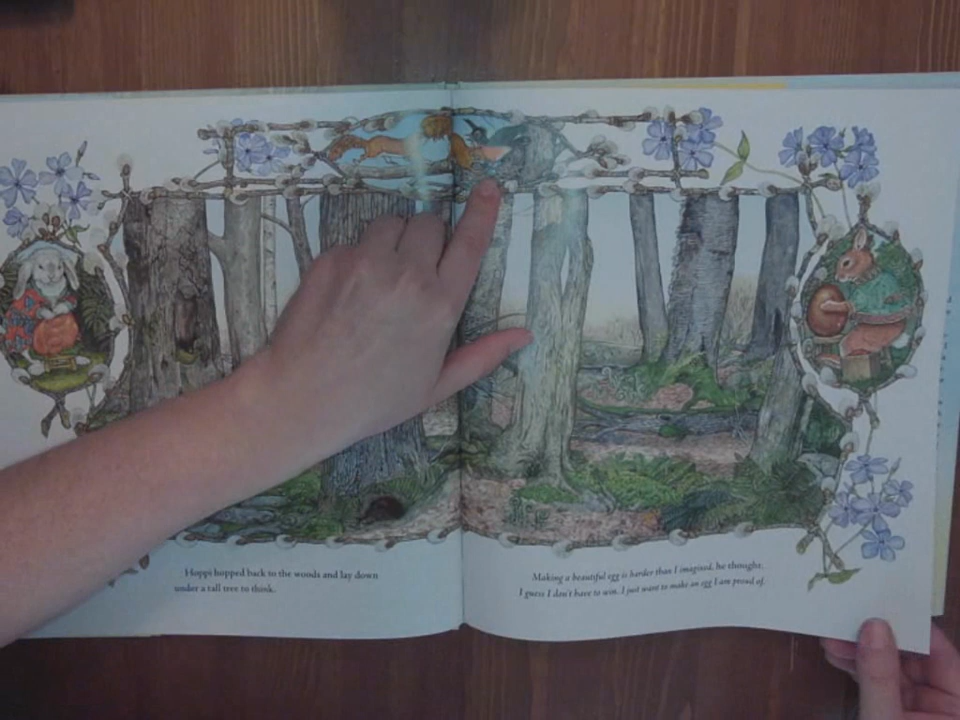 Hoppi hopped back to the woods and lay down
under a tall tree to think.
Making a beautiful egg is harder than I imagined, he thought.
I guess I don't have to win. I just want to make an egg I am proud of.